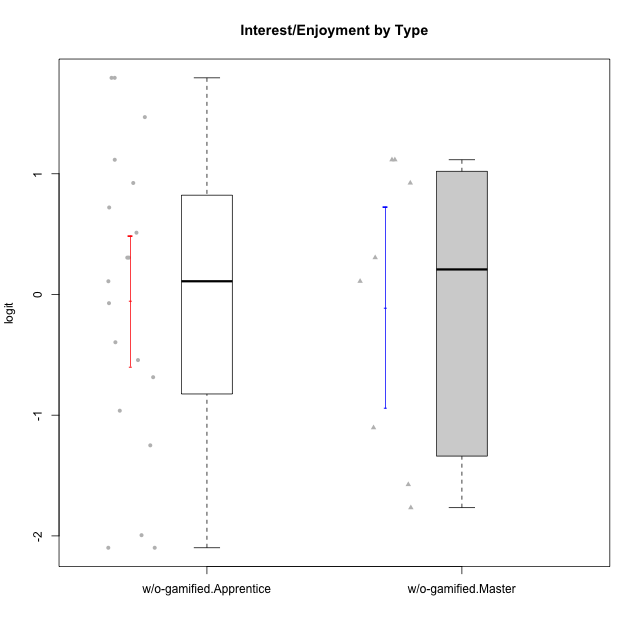 Interest/Enjoyment by Type
logit
1
0
-1
-2
w/o-gamified.Apprentice
w/o-gamified.Master